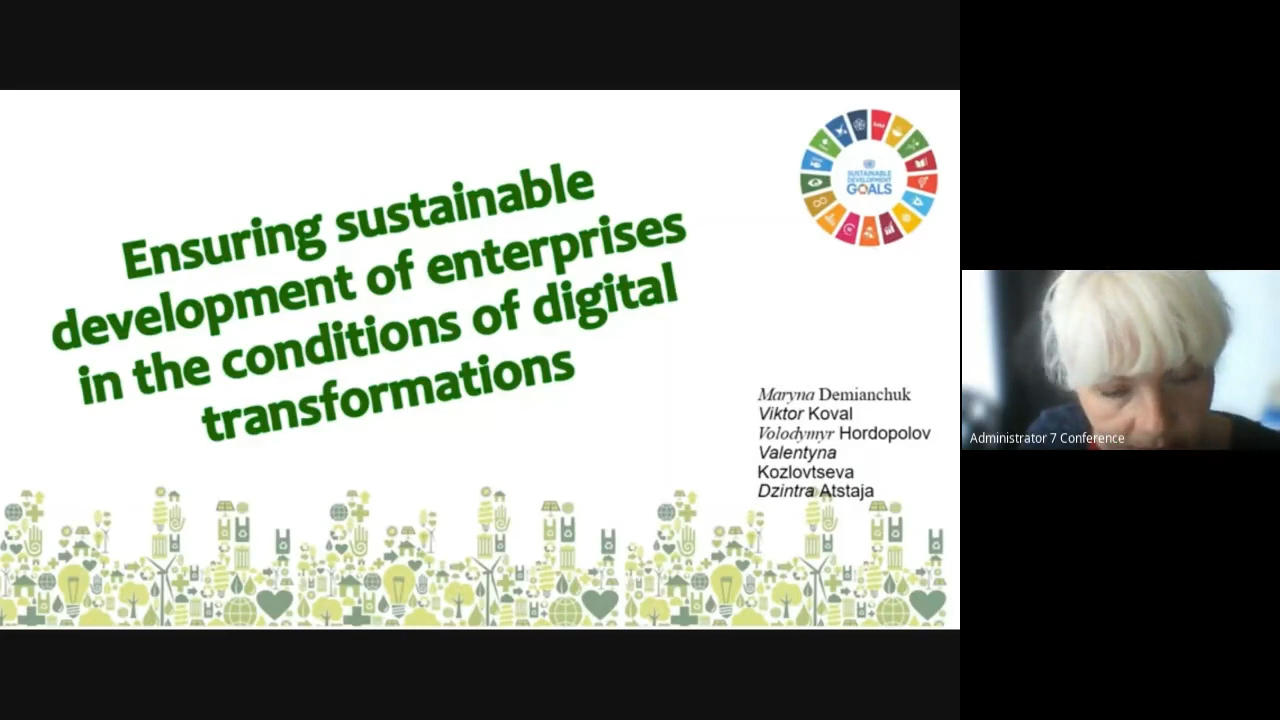 Ensuring sustainable
development of enterprises
in the conditions of digital
transformations
SUSTAINABLE
DEVELOPMENT
GOALS
Maryna Demianchuk
Viktor Koval
Volodymyr Hordopolov
Valentyna
Kozlovtseva
Dzintra Atstaja
Administrator 7 Conference